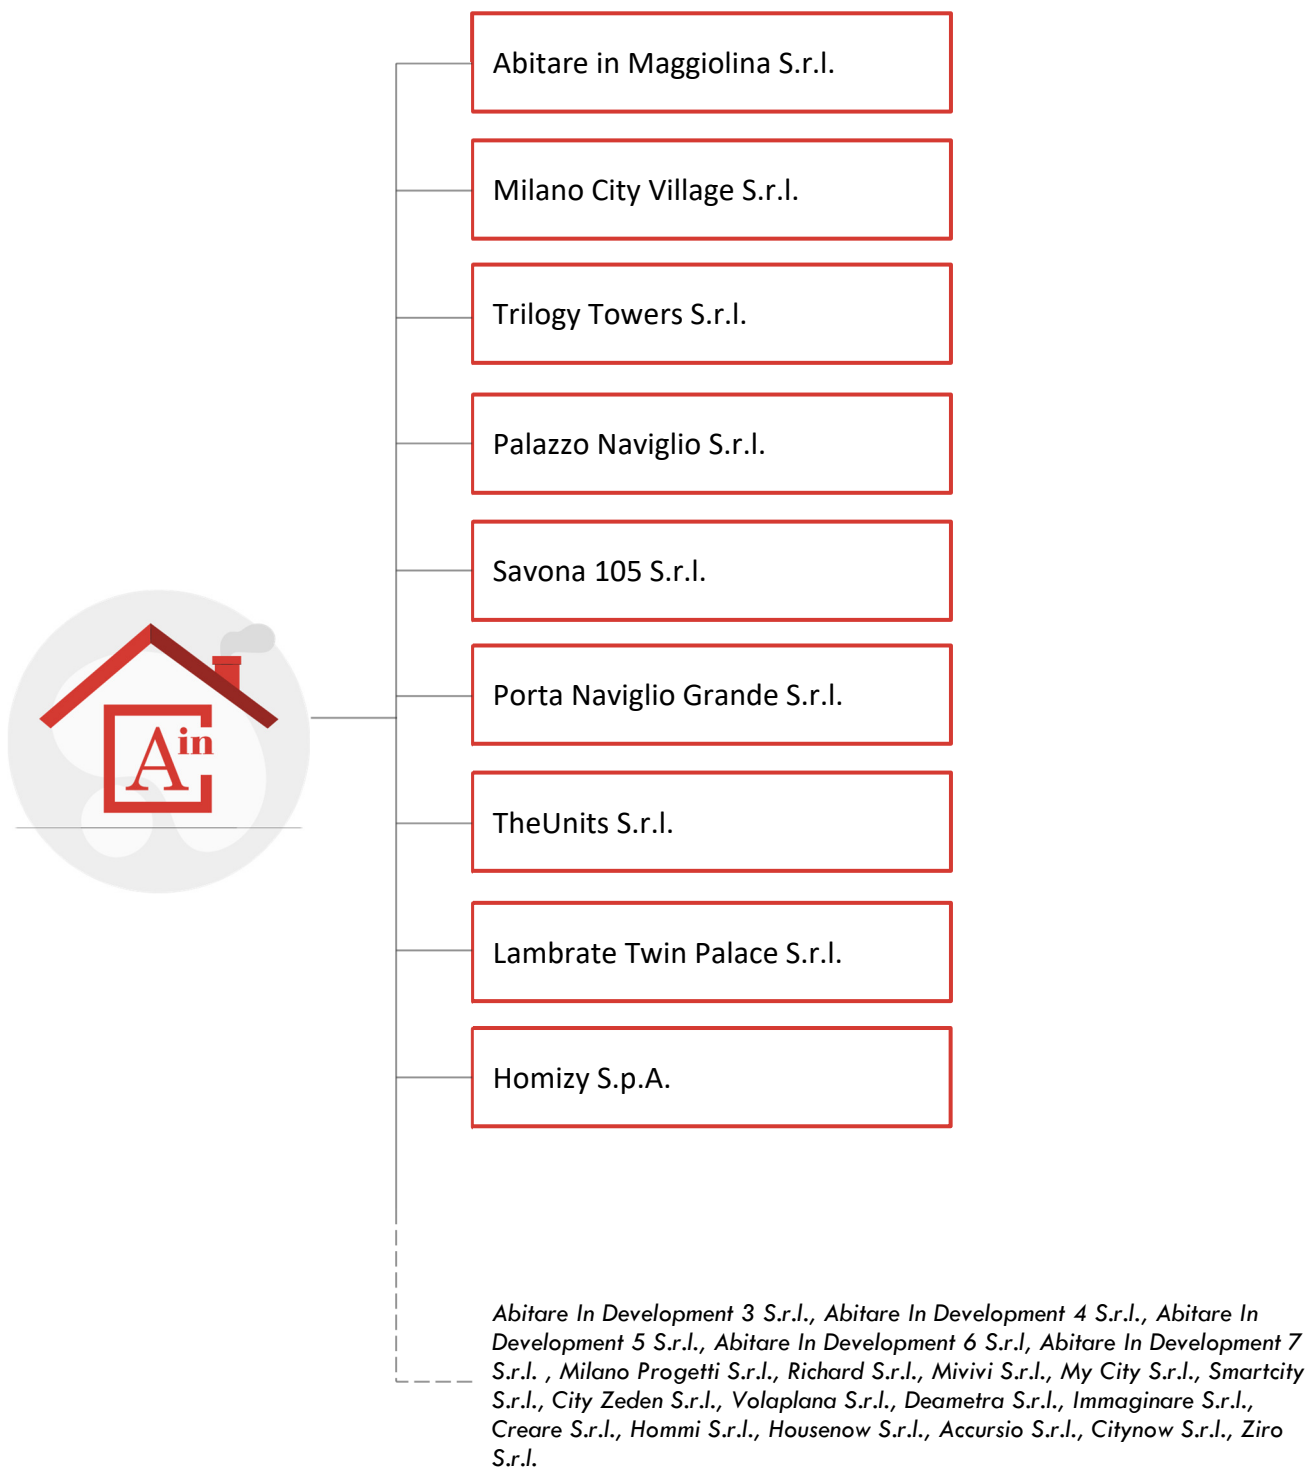 Abitare in Maggiolina S.r.l.
Milano City Village S.r.l.
Trilogy Towers S.r.l.
Palazzo Naviglio S.r.l.
Savona 105 S.r.l.
Porta Naviglio Grande S.r.l.
Ain
TheUnits S.r.l.
Lambrate Twin Palace S.r.l.
Homizy S.p.A.
Abitare In Development 3 S.r.l., Abitare In Development 4 S.r.l., Abitare In
Development 5 S.r.l., Abitare In Development 6 S.r.l, Abitare In Development 7
S.r.l. , Milano Progetti S.r.l., Richard S.r.l., Mivivi S.r.l., My City S.r.l., Smartcity
S.r.l., City Zeden S.r.l., Volaplana S.r.l., Deametra S.r.l., Immaginare S.r.l.,
Creare S.r.l., Hommi S.r.l., Housenow S.r.l., Accursio S.r.l., Citynow S.r.l., Ziro
S.r.l.